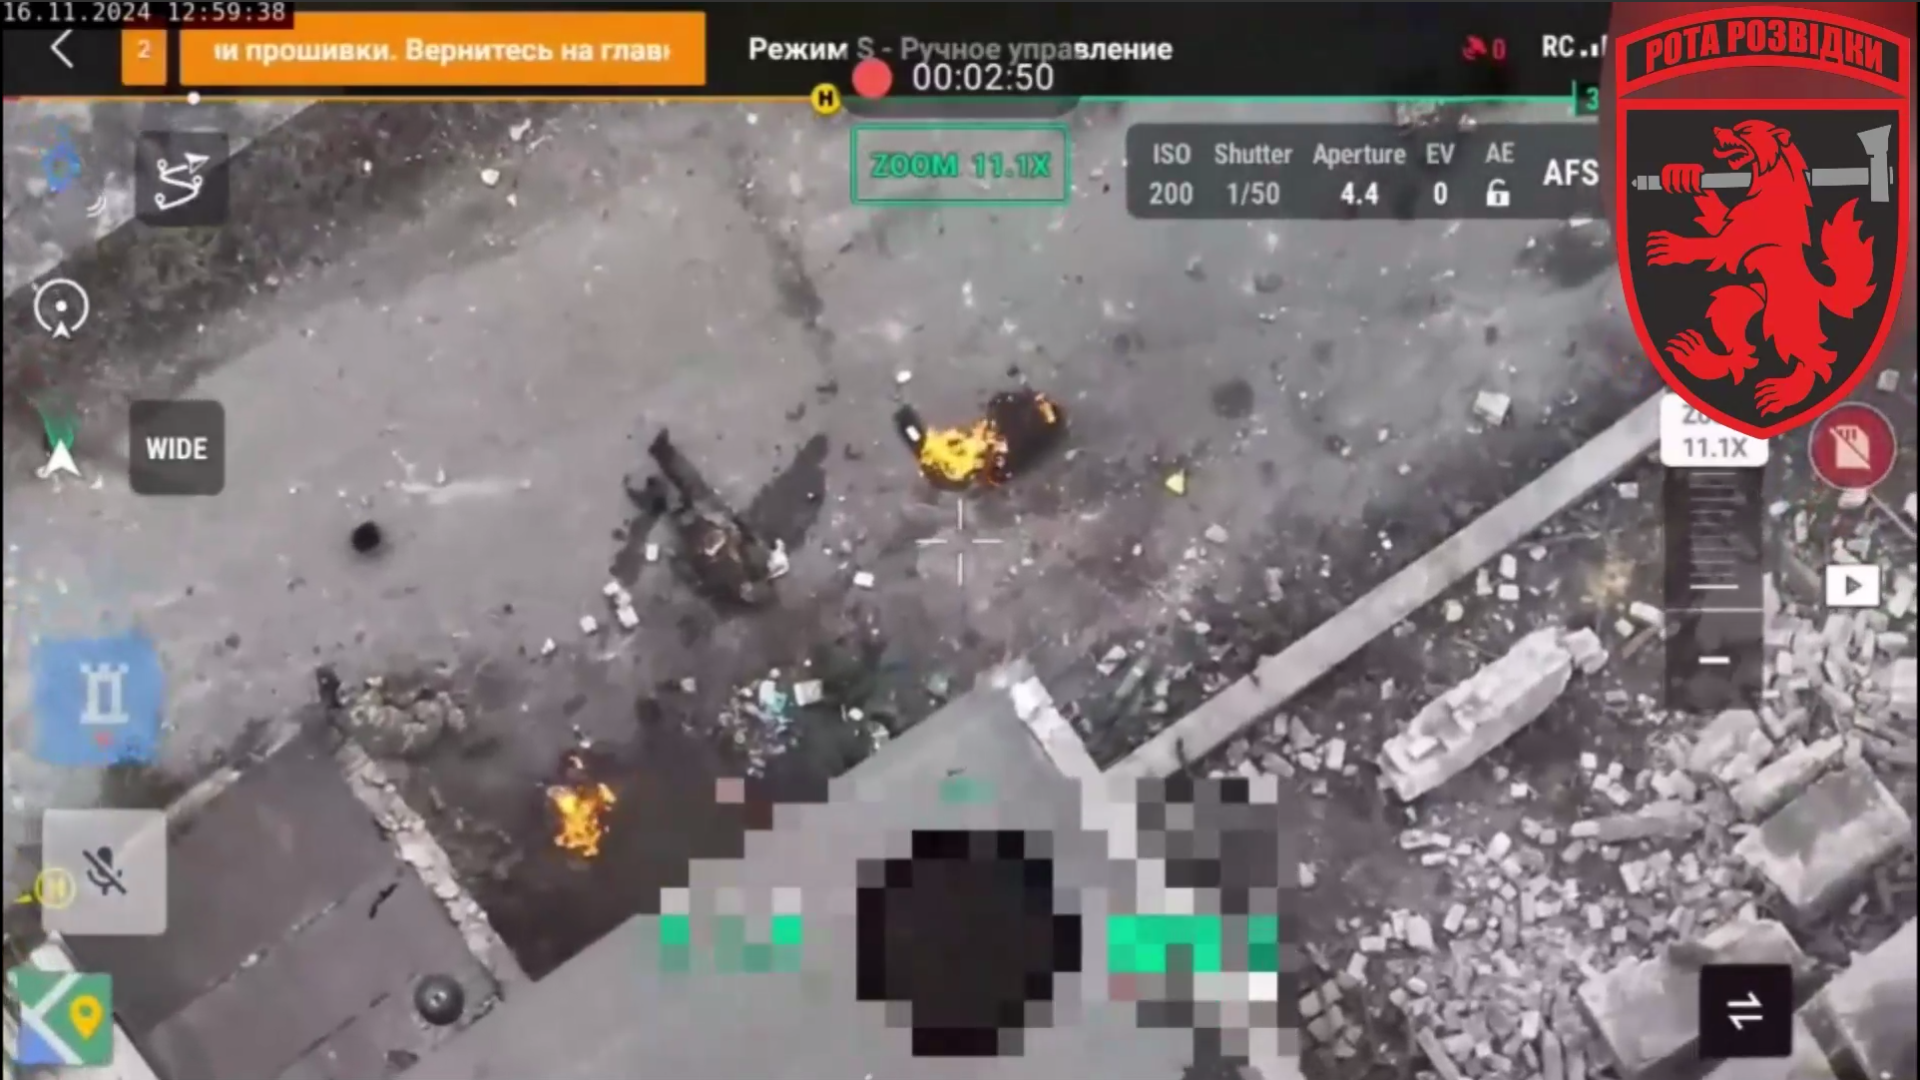 16.11.2024 12:59:38
2
и прошивки. Вернитесь на глав
Режим S - Ручное управление
00:02:50
0
RC
РОТА РОЗВІДКИ
H
3
ZOOM 11.1X
ISO Shutter Aperture EV AE
200 1/50 4.4 0
AFS
WIDE
11.1X
H